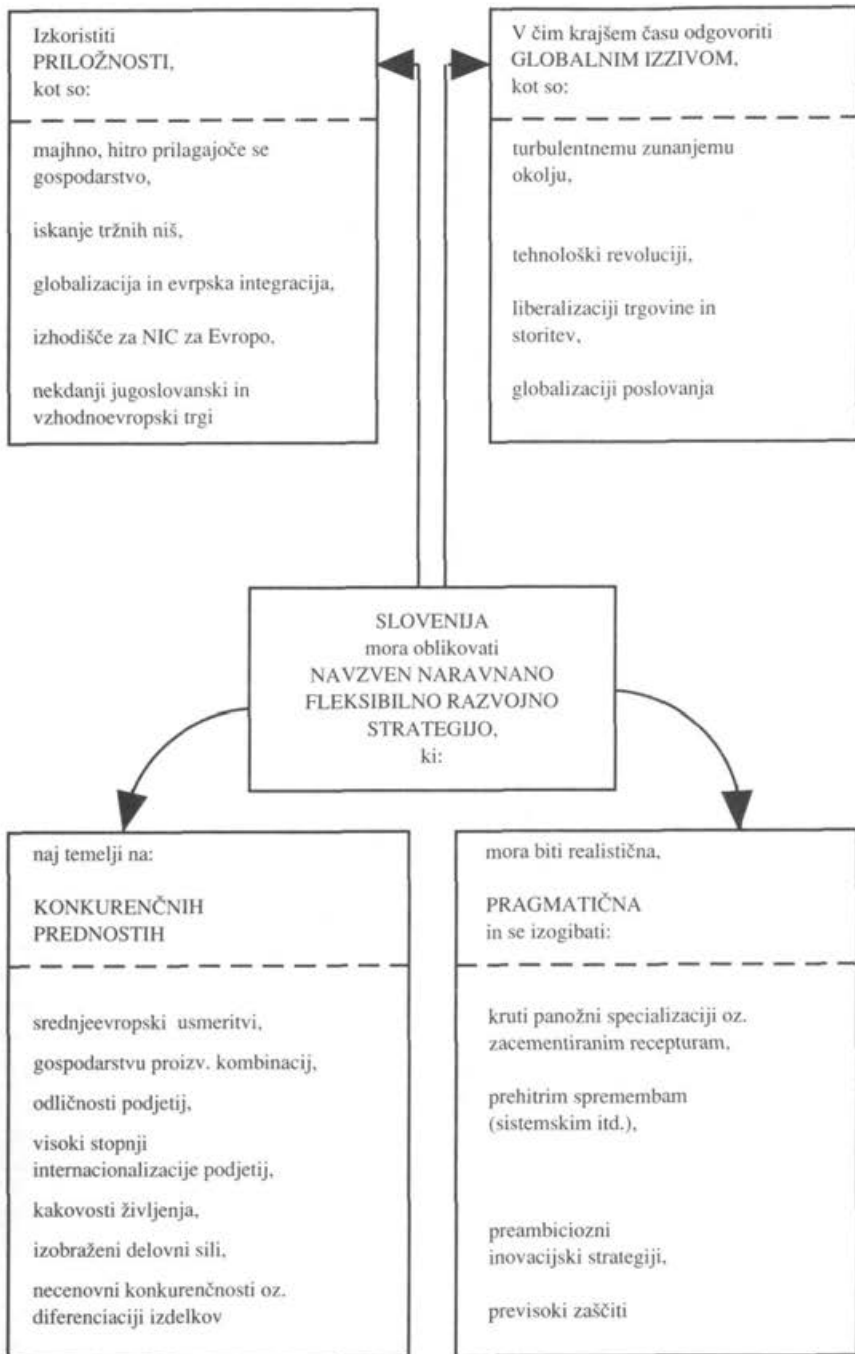 Izkoristiti
PRILOŽNOSTI,
kot so:
majhno, hitro prilagajoče se
gospodarstvo,
iskanje tržnih niš,
globalizacija in evrpska integracija,
izhodišče za NIC za Evropo,
nekdanji jugoslovanski in
vzhodnoevropski trgi
V čim krajšem času odgovoriti
GLOBALNIM IZZIVOM,
kot so:
turbulentnemu zunanjemu
okolju,
tehnološki revoluciji,
liberalizaciji trgovine in
storitev,
globalizaciji poslovanja
SLOVENIJA
mora oblikovati
NAVZVEN NARAVNANO
FLEKSIBILNO RAZVOJNO
STRATEGIJO,
ki:
naj temelji na:
KONKURENČNIH
PREDNOSTIH
srednjeevropski usmeritvi,
gospodarstvu proizv. kombinacij,
odličnosti podjetij,
visoki stopnji
internacionalizacije podjetij,
kakovosti življenja,
izobraženi delovni sili,
necenovni konkurenčnosti oz.
diferenciaciji izdelkov
mora biti realistična,
PRAGMATIČNA
in se izogibati:
kruti panožni specializaciji oz.
zacementiranim recepturam,
prehitrim spremembam
(sistemskim itd.),
preambiciozni
inovacijski strategiji,
previsoki zaščiti